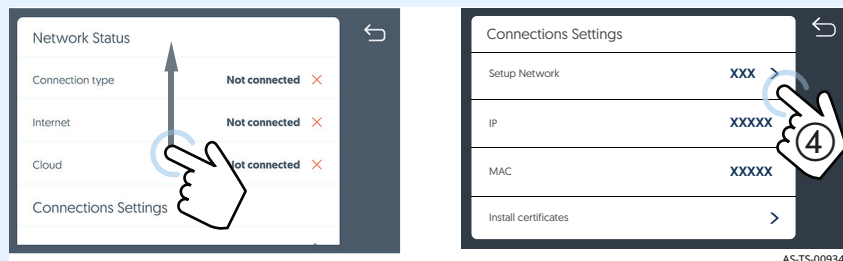 Network Status
Connection type Not connected
Internet Not connected
Cloud Not connected
Connections Settings
Connections Settings
Setup Network XXX
IP XXXXX
MAC XXXXX
Install certificates
4
AS-TS-00934